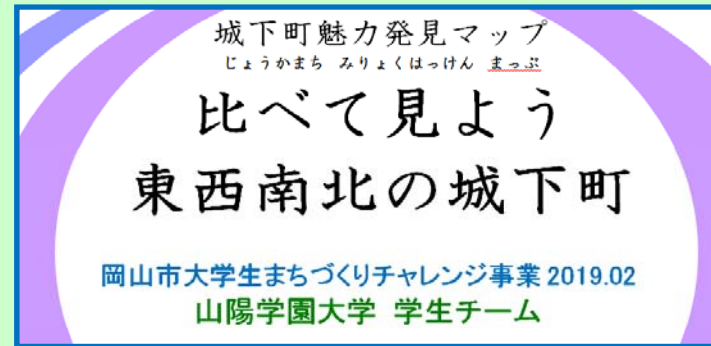 城下町魅力発見マップ
じょうかまち みりょくはっけん まっぷ
比べて見よう
東西南北の城下町
岡山市大学生まちづくりチャレンジ事業 2019.02
山陽学園大学 学生チーム